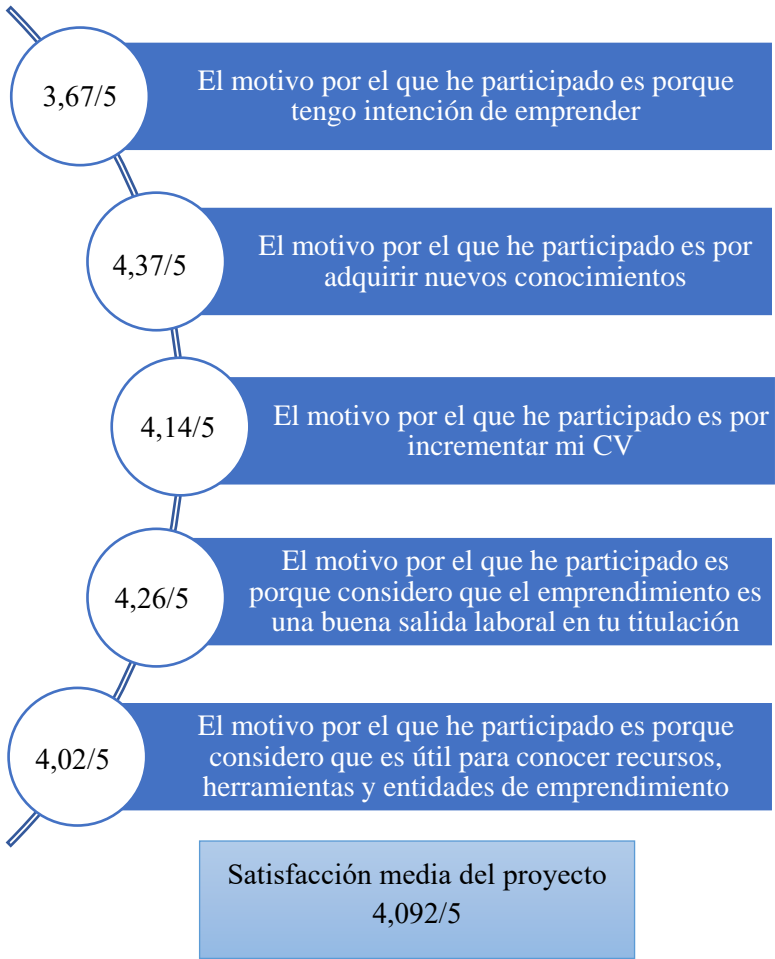 3,67/5
El motivo por el que he participado es porque
tengo intención de emprender
4,37/5
El motivo por el que he participado es por
adquirir nuevos conocimientos
4,14/5
El motivo por el que he participado es por
incrementar mi CV
4,26/5
El motivo por el que he participado es
porque considero que el emprendimiento es
una buena salida laboral en tu titulación
4,02/5
El motivo por el que he participado es porque
considero que es útil para conocer recursos,
herramientas y entidades de emprendimiento
Satisfacción media del proyecto
4,092/5